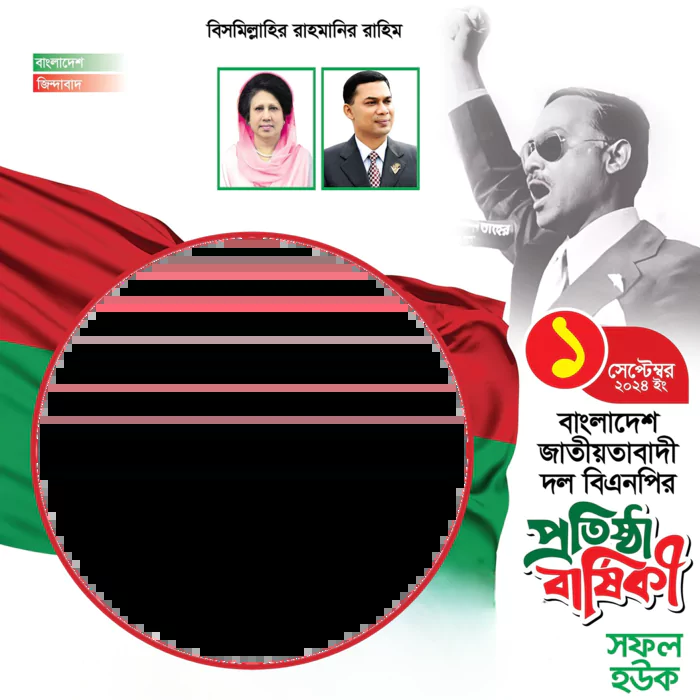 বিসমিল্লাহির রাহমানির রাহিম
বাংলাদেশ
জিন্দাবাদ
১
সেপ্টেম্বর
২০২৪ ইং
বাংলাদেশ
জাতীয়তাবাদী
দল বিএনপির
প্রতিষ্ঠা
বার্ষিকী
সফল
হউক